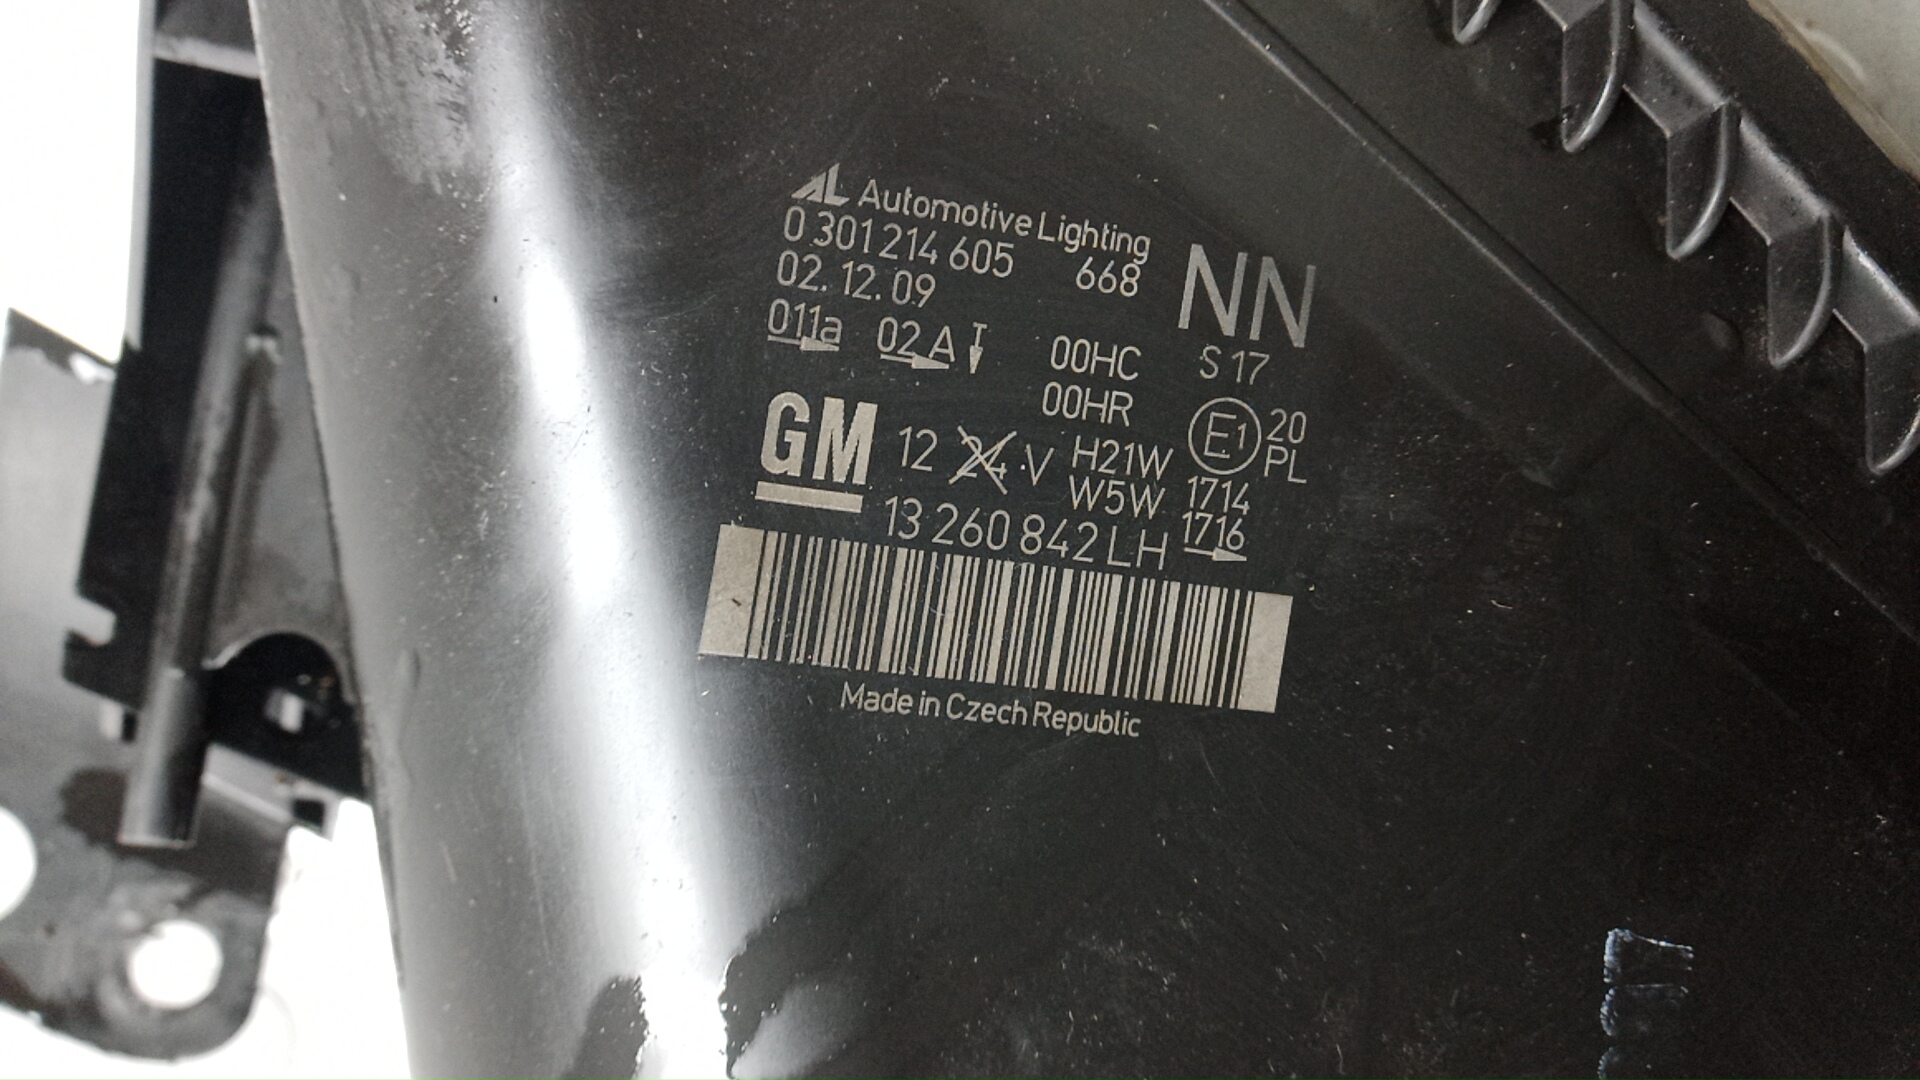 AL Automotive Lighting
0 301 214 605 668 NN
02.12.09
011a 02A 00HC S 17
00HR
GM 12 24 V H21W E1 20
W5W 1714 PL
13 260 842 LH 1716
Made in Czech Republic